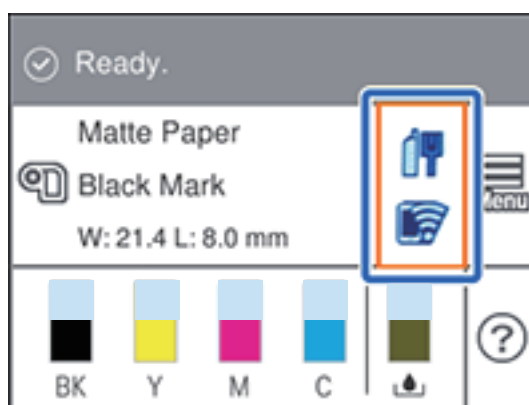 Ready.
Matte Paper
Black Mark
W: 21.4 L: 8.0 mm
Menu
BK Y M C
?